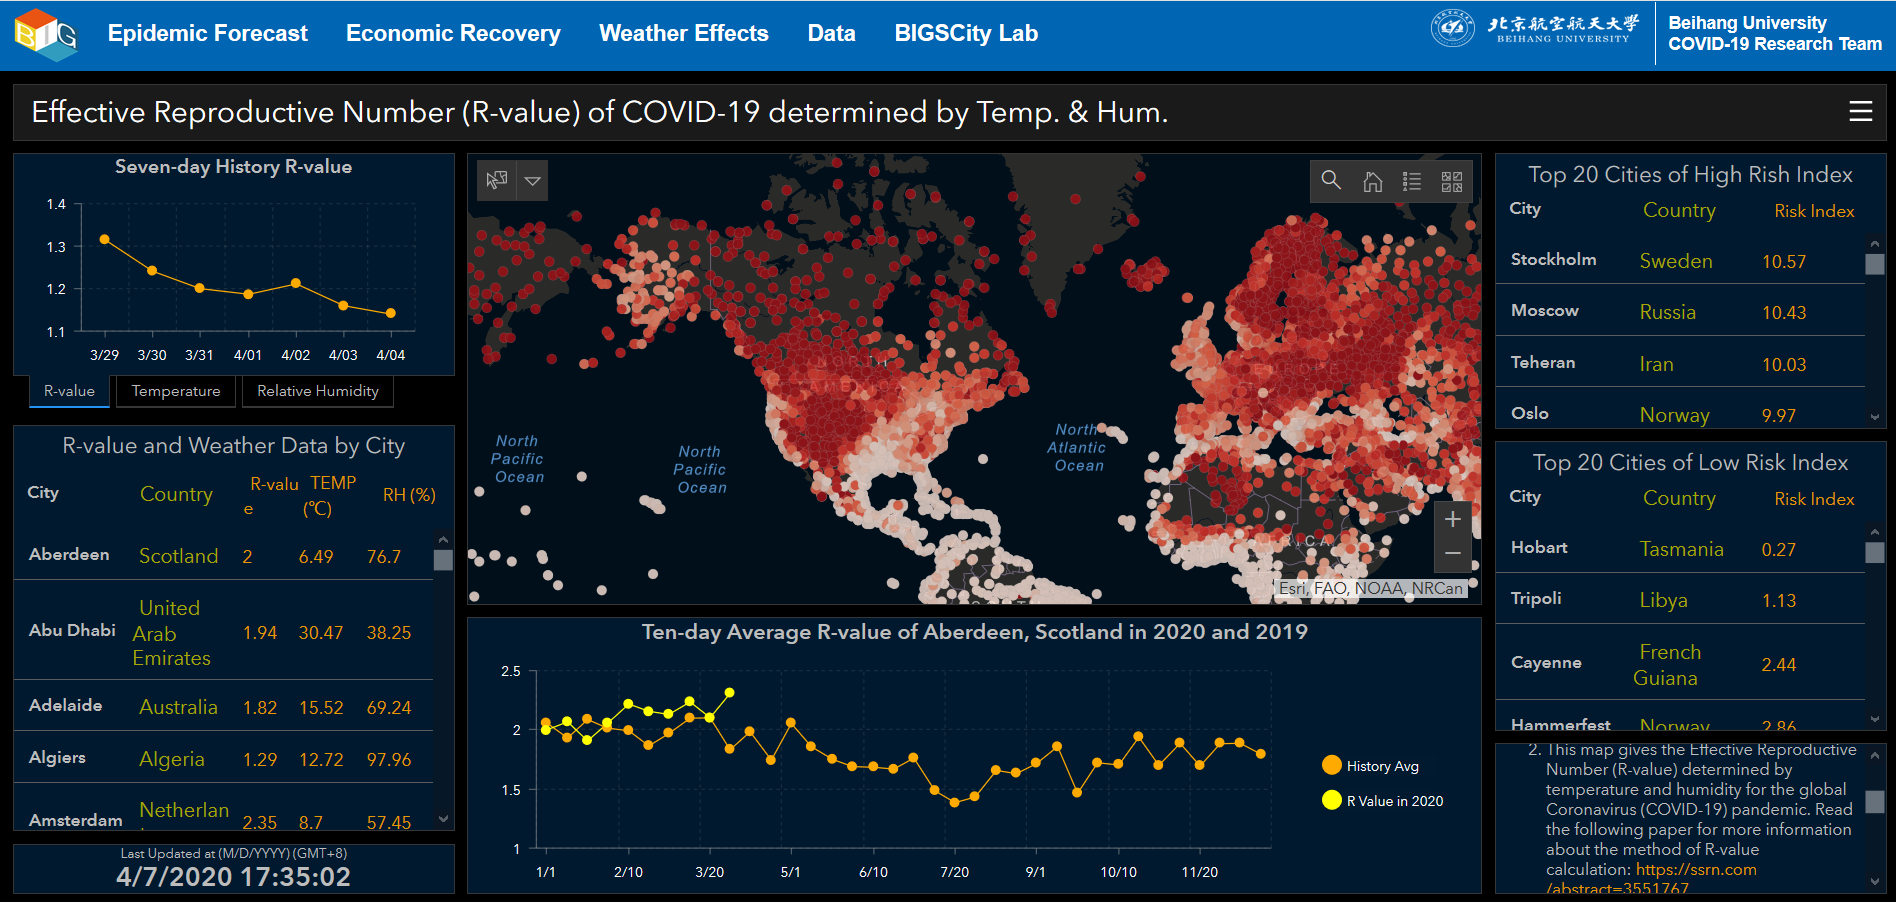 BIG
Epidemic Forecast
Economic Recovery
Weather Effects
Data
BIGSCity Lab
北京航空航天大学
BEIHANG UNIVERSITY
Beihang University
COVID-19 Research Team
Effective Reproductive Number (R-value) of COVID-19 determined by Temp. & Hum.
Seven-day History R-value
1.4
1.3
1.2
1.1
3/29 3/30 3/31 4/01 4/02 4/03 4/04
R-value Temperature Relative Humidity
R-value and Weather Data by City
City Country R-value TEMP (℃) RH (%)
Aberdeen Scotland 2 6.49 76.7
Abu Dhabi United Arab Emirates 1.94 30.47 38.25
Adelaide Australia 1.82 15.52 69.24
Algiers Algeria 1.29 12.72 97.96
Amsterdam Netherlan 2.35 8.7 57.45
Last Updated at (M/D/YYYY) (GMT+8)
4/7/2020 17:35:02
NORTH
AMERICA
EUROPE
AFRICA
North
Pacific
Ocean
North
Pacific
Ocean
North
Atlantic
Ocean
Esri, FAO, NOAA, NRCan
Ten-day Average R-value of Aberdeen, Scotland in 2020 and 2019
2.5
2
1.5
1
1/1 2/10 3/20 5/1 6/10 7/20 9/1 10/10 11/20
History Avg
R Value in 2020
Top 20 Cities of High Rish Index
City Country Risk Index
Stockholm Sweden 10.57
Moscow Russia 10.43
Teheran Iran 10.03
Oslo Norway 9.97
Top 20 Cities of Low Risk Index
City Country Risk Index
Hobart Tasmania 0.27
Tripoli Libya 1.13
Cayenne French Guiana 2.44
Hammerfest Norway 2.86
2. This map gives the Effective Reproductive
Number (R-value) determined by
temperature and humidity for the global
Coronavirus (COVID-19) pandemic. Read
the following paper for more information
about the method of R-value
calculation: https://ssrn.com
/abstract=3551767